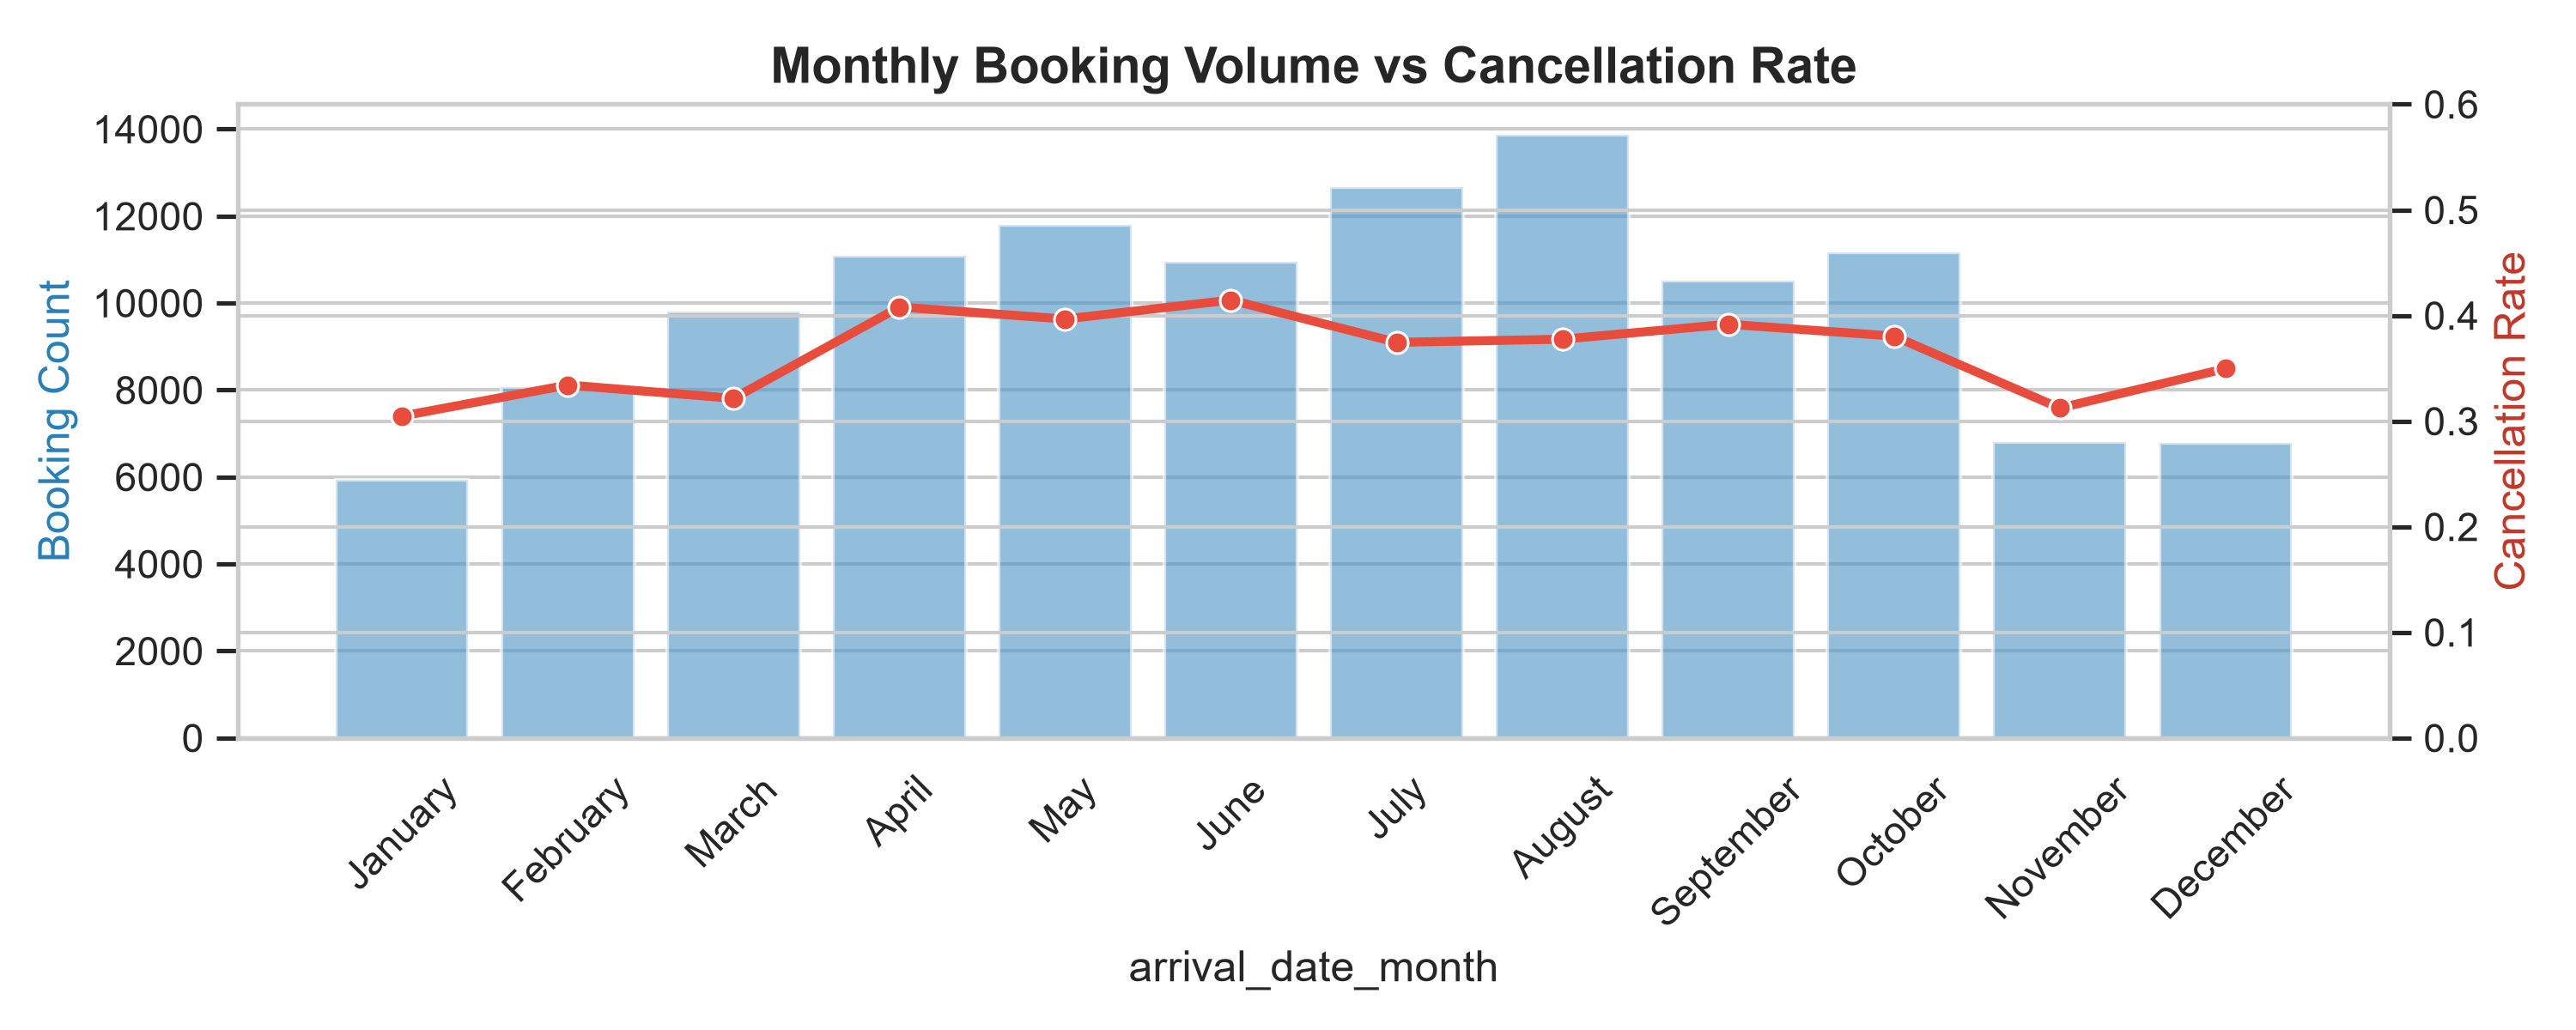 Monthly Booking Volume vs Cancellation Rate
Booking Count
14000
12000
10000
8000
6000
4000
2000
0
0.6
0.5
0.4
0.3
0.2
0.1
0.0
Cancellation Rate
January
February
March
April
May
June
July
August
September
October
November
December
arrival_date_month